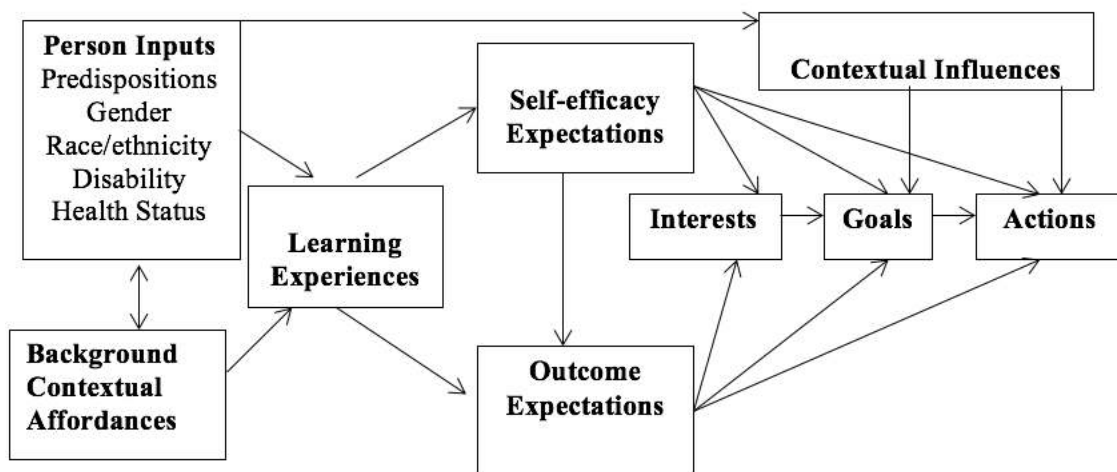 Person Inputs
Predispositions
Gender
Race/ethnicity
Disability
Health Status
Contextual Influences
Self-efficacy
Expectations
Learning
Experiences
Interests
Goals
Actions
Background
Contextual
Affordances
Outcome
Expectations